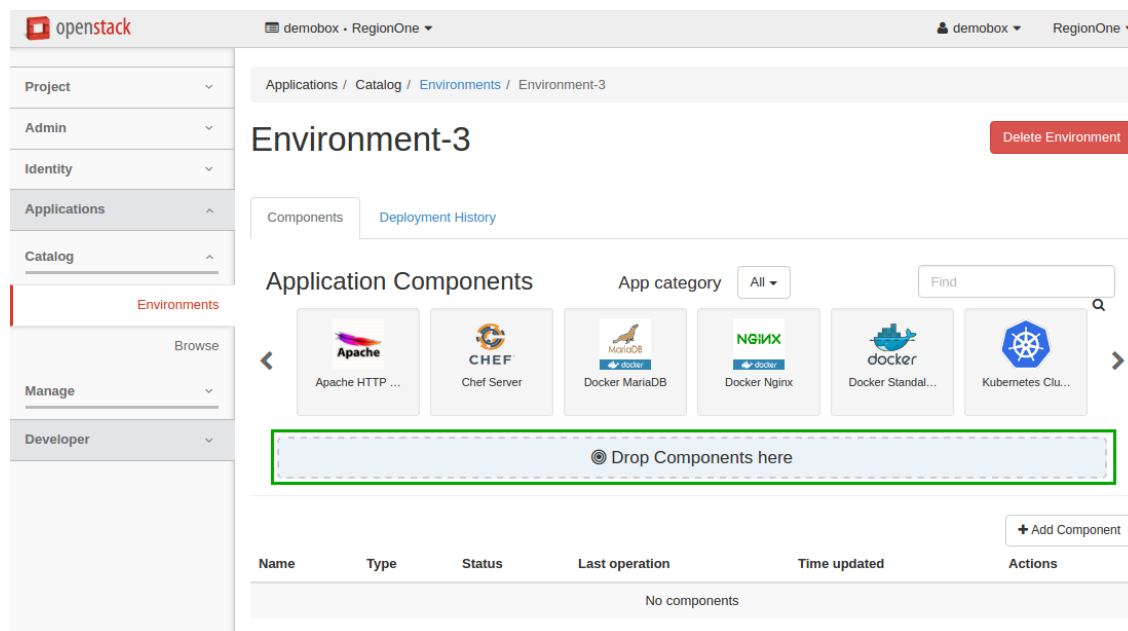 openstack
demobox • RegionOne
demobox
RegionOne
Project
Admin
Identity
Applications
Catalog
Environments
Browse
Manage
Developer
Applications / Catalog / Environments / Environment-3
Environment-3
Delete Environment
Components
Deployment History
Application Components
App category
All
Find
Apache
Apache HTTP ...
CHEF
Chef Server
MariaDB
docker
Docker MariaDB
NGINX
docker
Docker Nginx
docker
Docker Standal...
Kubernetes Clu...
Drop Components here
+ Add Component
Name Type Status Last operation Time updated Actions
No components